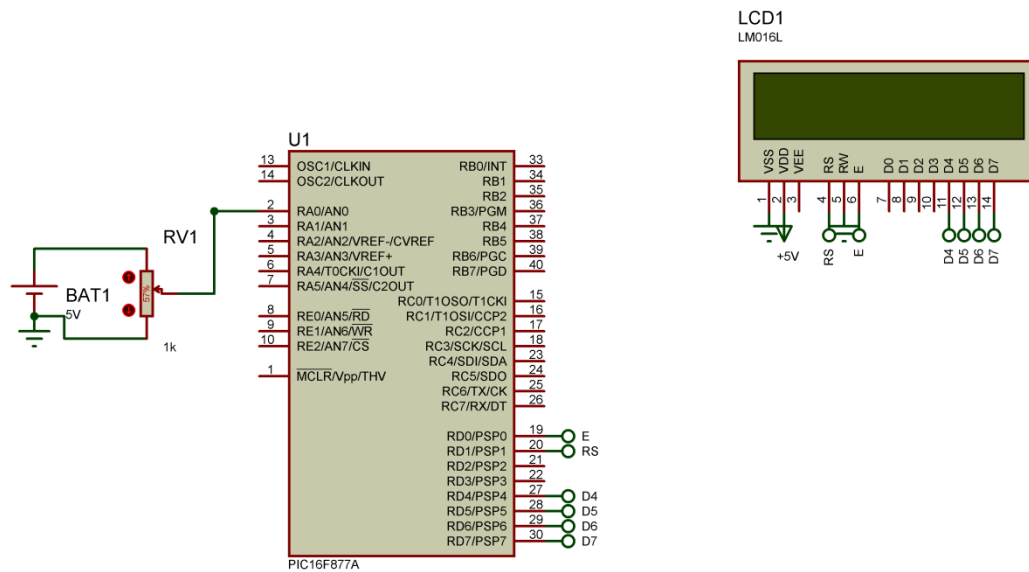 LCD1
LM016L
VSS
VDD
VEE
RS
RW
E
D0
D1
D2
D3
D4
D5
D6
D7
1
2
3
4
5
6
7
8
9
10
11
12
13
14
+5V
RS
E
D4
D5
D6
D7
U1
13 OSC1/CLKIN RB0/INT 33
14 OSC2/CLKOUT RB1 34
RB2 35
2 RA0/AN0 RB3/PGM 36
3 RA1/AN1 RB4 37
4 RA2/AN2/VREF-/CVREF RB5 38
5 RA3/AN3/VREF+ RB6/PGC 39
6 RA4/T0CKI/C1OUT RB7/PGD 40
7 RA5/AN4/SS/C2OUT
RC0/T1OSO/T1CKI 15
8 RE0/AN5/RD RC1/T1OSI/CCP2 16
9 RE1/AN6/WR RC2/CCP1 17
10 RE2/AN7/CS RC3/SCK/SCL 18
RC4/SDI/SDA 23
1 MCLR/Vpp/THV RC5/SDO 24
RC6/TX/CK 25
RC7/RX/DT 26
RD0/PSP0 19 E
RD1/PSP1 20 RS
RD2/PSP2 21
RD3/PSP3 22
RD4/PSP4 27 D4
RD5/PSP5 28 D5
RD6/PSP6 29 D6
RD7/PSP7 30 D7
PIC16F877A
RV1
57%
1k
BAT1
5V